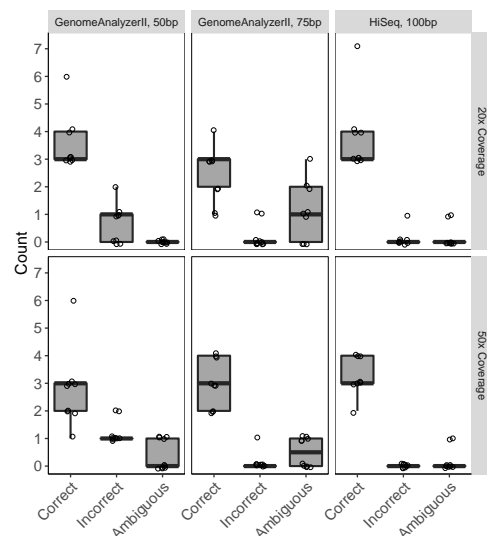 GenomeAnalyzerII, 50bp
GenomeAnalyzerII, 75bp
HiSeq, 100bp
7
6
5
4
3
2
1
0
20x Coverage
Count
7
6
5
4
3
2
1
0
50x Coverage
Correct
Incorrect
Ambiguous
Correct
Incorrect
Ambiguous
Correct
Incorrect
Ambiguous